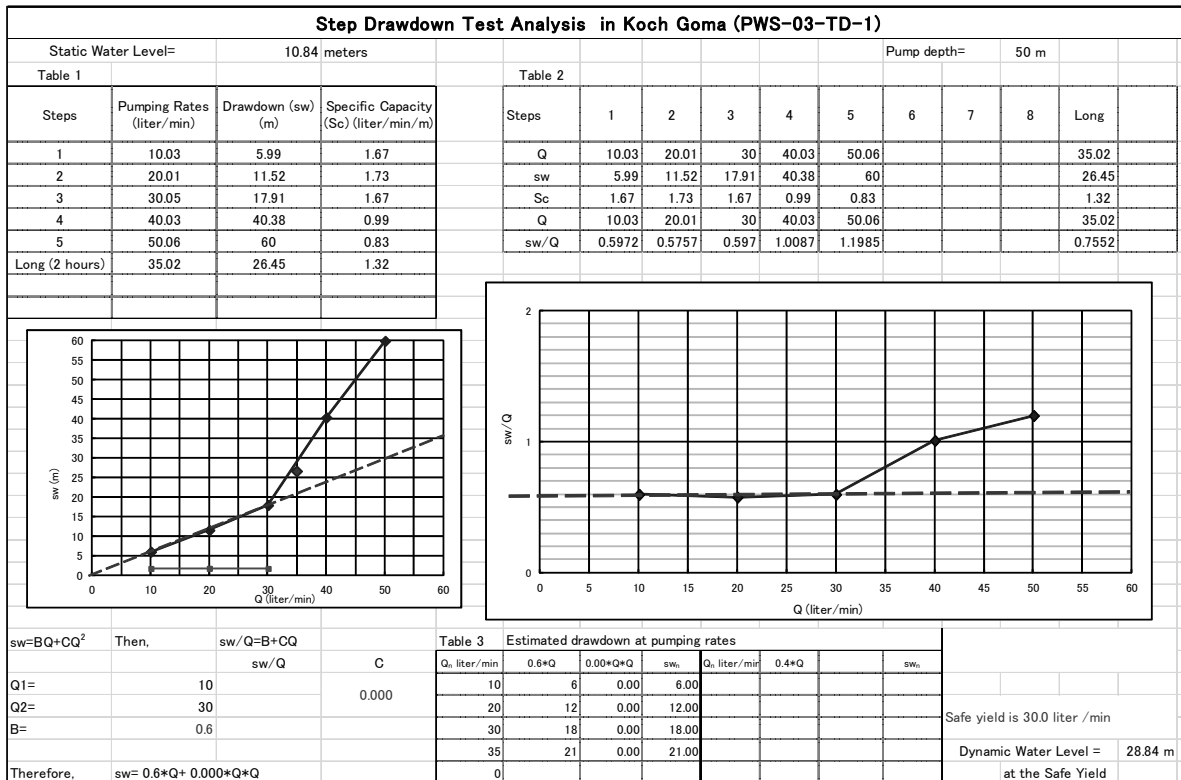 Step Drawdown Test Analysis in Koch Goma (PWS-03-TD-1)
Static Water Level= 10.84 meters Pump depth= 50 m
Table 1
Steps Pumping Rates (liter/min) Drawdown (sw) (m) Specific Capacity (Sc) (liter/min/m)
1 10.03 5.99 1.67
2 20.01 11.52 1.73
3 30.05 17.91 1.67
4 40.03 40.38 0.99
5 50.06 60 0.83
Long (2 hours) 35.02 26.45 1.32
Table 2
Steps 1 2 3 4 5 6 7 8 Long
Q 10.03 20.01 30 40.03 50.06 35.02
sw 5.99 11.52 17.91 40.38 60 26.45
Sc 1.67 1.73 1.67 0.99 0.83 1.32
Q 10.03 20.01 30 40.03 50.06 35.02
sw/Q 0.5972 0.5757 0.597 1.0087 1.1985 0.7552
60
55
50
45
40
35
30
25
20
15
10
5
0
sw (m)
0 10 20 30 40 50 60
Q (liter/min)
2
1
0
sw/Q
0 5 10 15 20 25 30 35 40 45 50 55 60
Q (liter/min)
sw=BQ+CQ² Then, sw/Q=B+CQ
sw/Q C
Q1= 10 0.000
Q2= 30
B= 0.6
Therefore, sw= 0.6*Q+ 0.000*Q*Q
Table 3 Estimated drawdown at pumping rates
Qn liter/min 0.6*Q 0.00*Q*Q swn Qn liter/min 0.4*Q swn
10 6 0.00 6.00
20 12 0.00 12.00
30 18 0.00 18.00
35 21 0.00 21.00
0
Safe yield is 30.0 liter /min
Dynamic Water Level = 28.84 m
at the Safe Yield